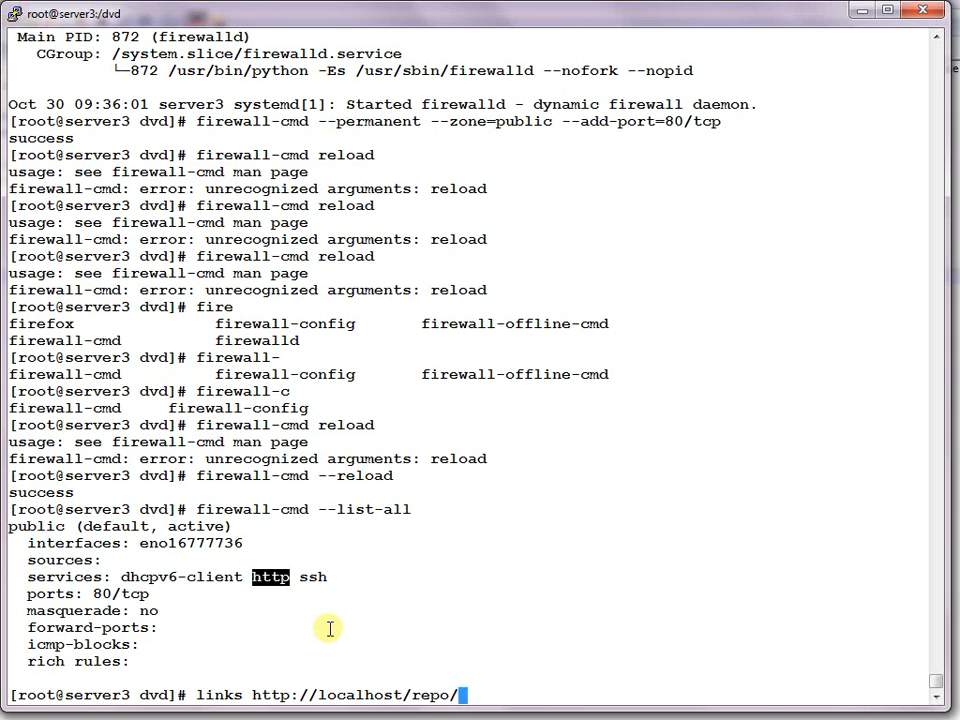 root@server3:/dvd
Main PID: 872 (firewalld)
CGroup: /system.slice/firewalld.service
└─872 /usr/bin/python -Es /usr/sbin/firewalld --nofork --nopid
Oct 30 09:36:01 server3 systemd[1]: Started firewalld - dynamic firewall daemon.
[root@server3 dvd]# firewall-cmd --permanent --zone=public --add-port=80/tcp
success
[root@server3 dvd]# firewall-cmd reload
usage: see firewall-cmd man page
firewall-cmd: error: unrecognized arguments: reload
[root@server3 dvd]# firewall-cmd reload
usage: see firewall-cmd man page
firewall-cmd: error: unrecognized arguments: reload
[root@server3 dvd]# firewall-cmd reload
usage: see firewall-cmd man page
firewall-cmd: error: unrecognized arguments: reload
[root@server3 dvd]# fire
firefox firewall-config firewall-offline-cmd
firewall-cmd firewalld
[root@server3 dvd]# firewall-
firewall-cmd firewall-config firewall-offline-cmd
[root@server3 dvd]# firewall-c
firewall-cmd firewall-config
[root@server3 dvd]# firewall-cmd reload
usage: see firewall-cmd man page
firewall-cmd: error: unrecognized arguments: reload
[root@server3 dvd]# firewall-cmd --reload
success
[root@server3 dvd]# firewall-cmd --list-all
public (default, active)
interfaces: eno16777736
sources:
services: dhcpv6-client http ssh
ports: 80/tcp
masquerade: no
forward-ports:
icmp-blocks:
rich rules:
[root@server3 dvd]# links http://localhost/repo/